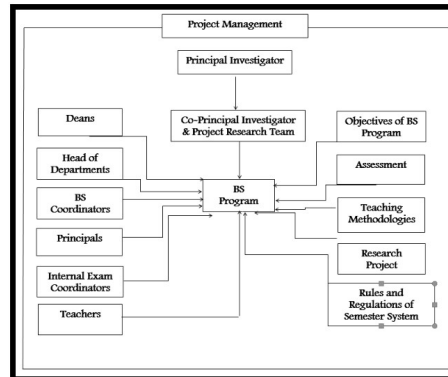 Project Management
Principal Investigator
Co-Principal Investigator
& Project Research Team
Deans
Head of
Departments
BS
Coordinators
Principals
Internal Exam
Coordinators
Teachers
BS
Program
Objectives of BS
Program
Assessment
Teaching
Methodologies
Research
Project
Rules and
Regulations of
Semester System